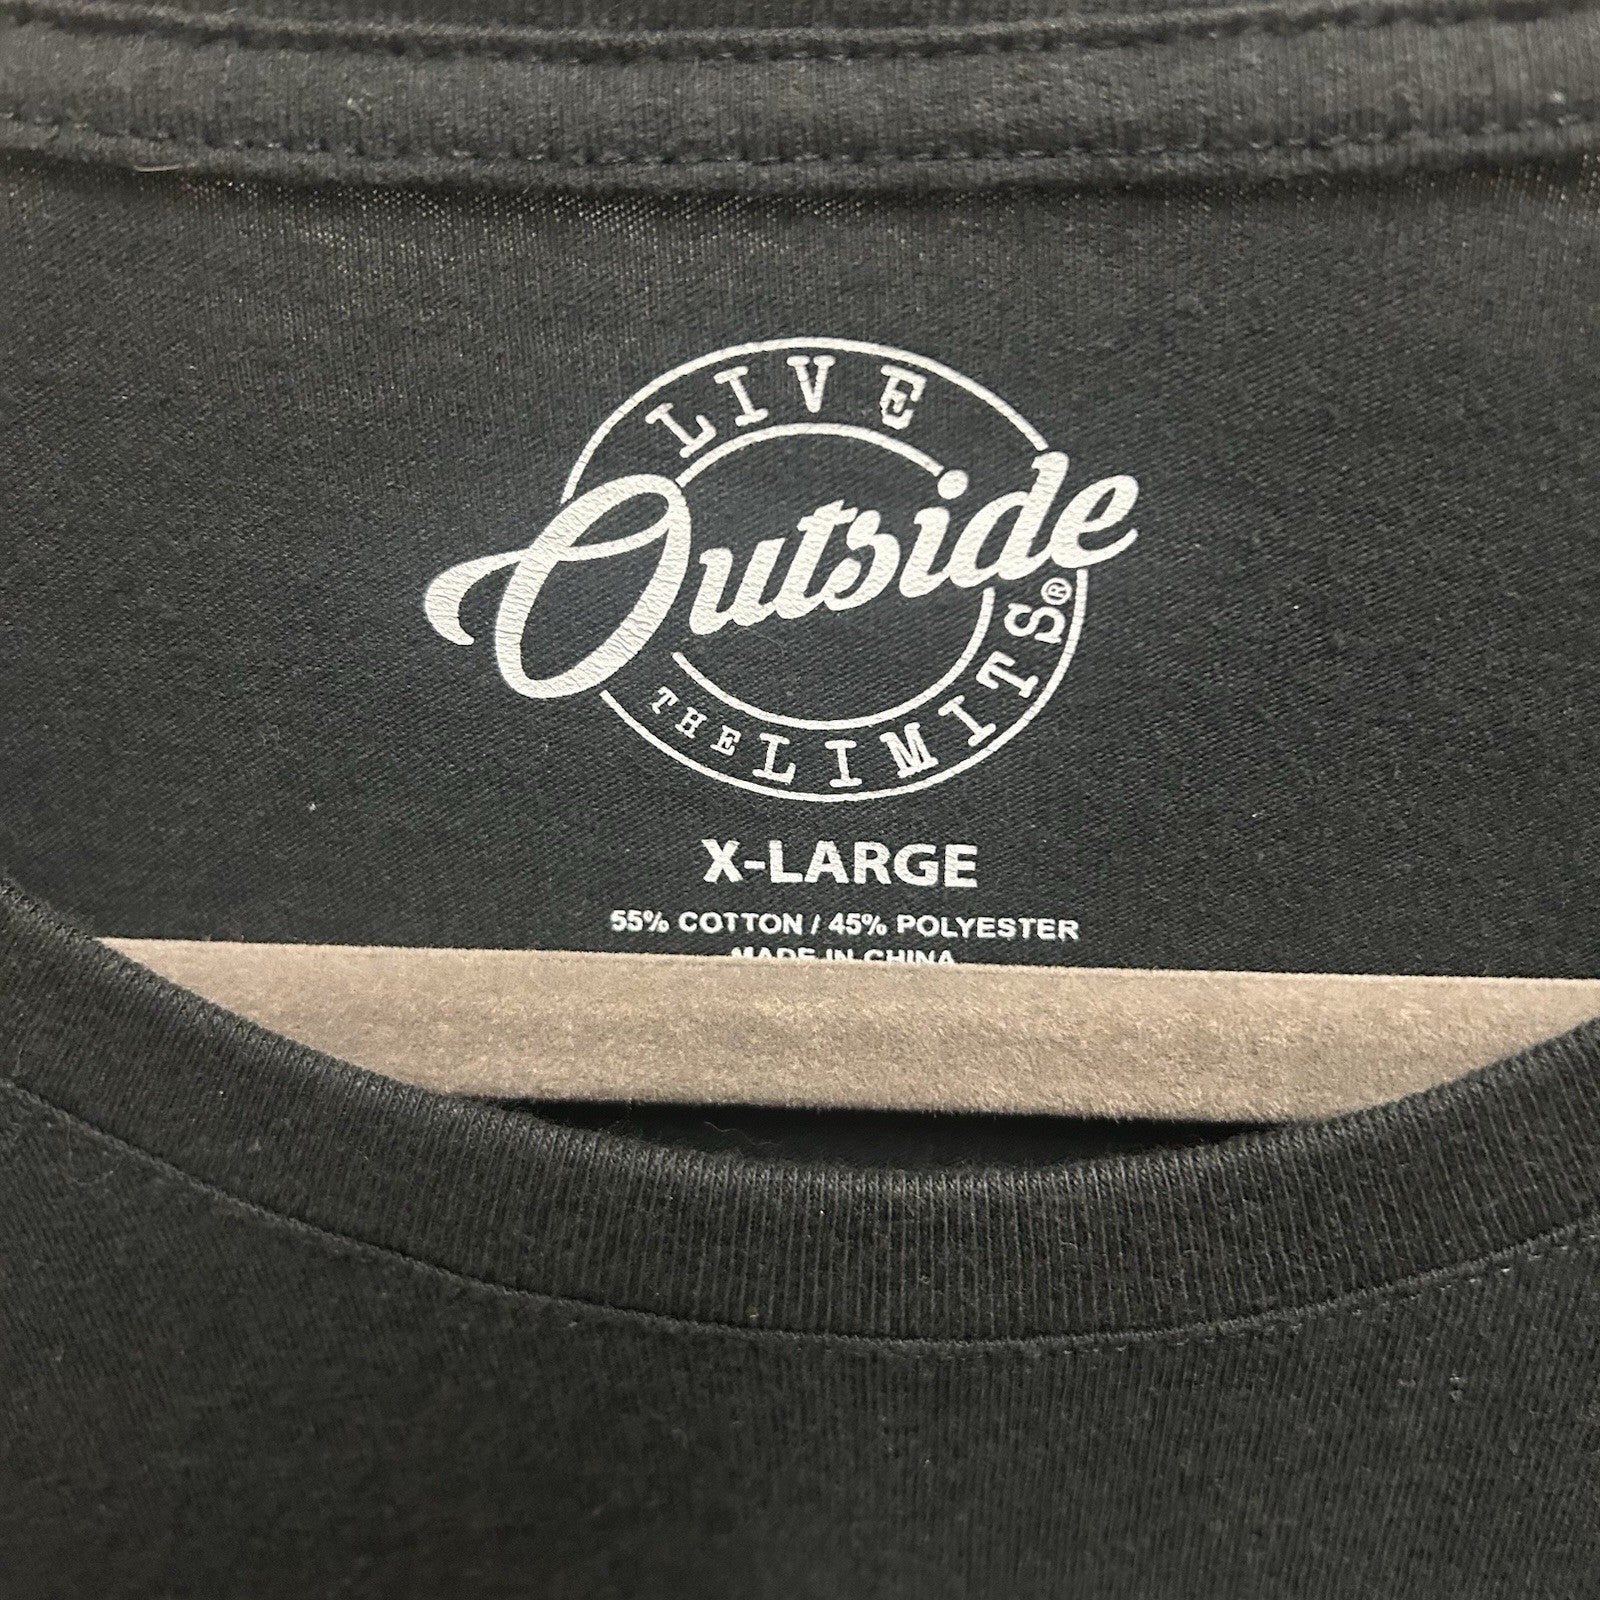 LIVE
Outside
THE LIMITS®
X-LARGE
55% COTTON / 45% POLYESTER
MADE IN CHINA